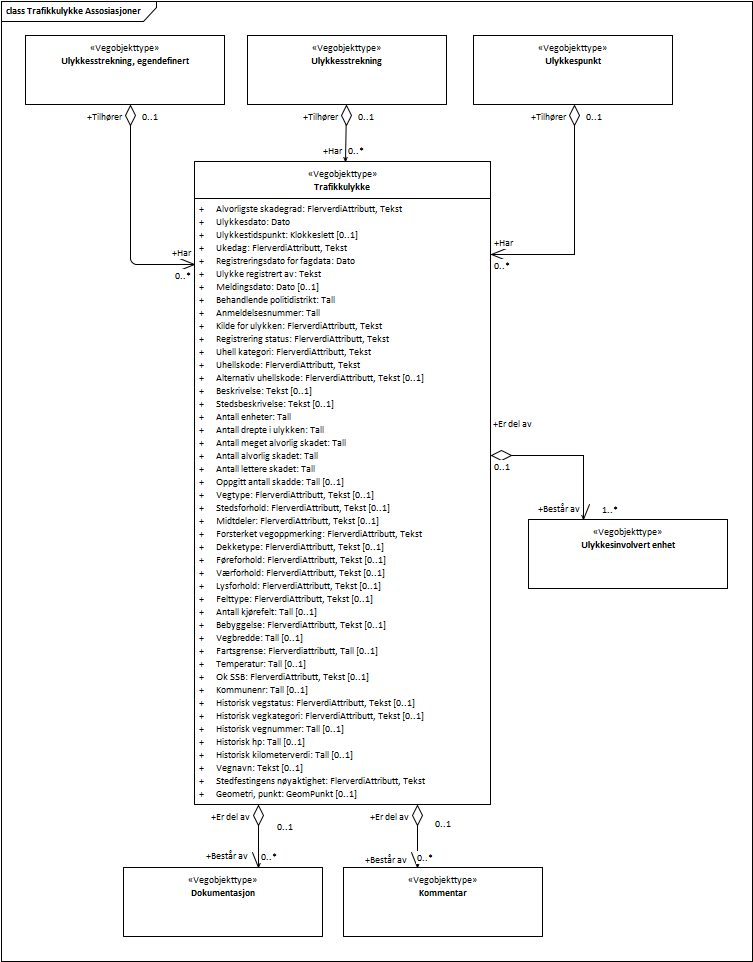 class Trafikkulykke Assosiasjoner
«Vegobjekttype»
Ulykkesstrekning, egendefinert
«Vegobjekttype»
Ulykkesstrekning
«Vegobjekttype»
Ulykkespunkt
+Tilhører 0..1
+Tilhører 0..1
+Tilhører 0..1
+Har 0..*
«Vegobjekttype»
Trafikkulykke
+ Alvorligste skadegrad: FlerverdiAttributt, Tekst
+ Ulykkesdato: Dato
+ Ulykkestidspunkt: Klokkeslett [0..1]
+ Ukedag: FlerverdiAttributt, Tekst
+ Registreringsdato for fagdata: Dato
+ Ulykke registrert av: Tekst
+ Meldingsdato: Dato [0..1]
+ Behandlende politidistrikt: Tall
+ Anmeldelsesnummer: Tall
+ Kilde for ulykken: FlerverdiAttributt, Tekst
+ Registrering status: FlerverdiAttributt, Tekst
+ Uhell kategori: FlerverdiAttributt, Tekst
+ Uhellskode: FlerverdiAttributt, Tekst
+ Alternativ uhellskode: FlerverdiAttributt, Tekst [0..1]
+ Beskrivelse: Tekst [0..1]
+ Stedsbeskrivelse: Tekst [0..1]
+ Antall enheter: Tall
+ Antall drepte i ulykken: Tall
+ Antall meget alvorlig skadet: Tall
+ Antall alvorlig skadet: Tall
+ Antall lettere skadet: Tall
+ Oppgitt antall skadde: Tall [0..1]
+ Vegtype: FlerverdiAttributt, Tekst [0..1]
+ Stedsforhold: FlerverdiAttributt, Tekst [0..1]
+ Midtdeler: FlerverdiAttributt, Tekst [0..1]
+ Forsterket vegoppmerking: FlerverdiAttributt, Tekst
+ Dekketype: FlerverdiAttributt, Tekst [0..1]
+ Føreforhold: FlerverdiAttributt, Tekst [0..1]
+ Værforhold: FlerverdiAttributt, Tekst [0..1]
+ Lysforhold: FlerverdiAttributt, Tekst [0..1]
+ Felttype: FlerverdiAttributt, Tekst [0..1]
+ Antall kjørefelt: Tall [0..1]
+ Bebyggelse: FlerverdiAttributt, Tekst [0..1]
+ Vegbredde: Tall [0..1]
+ Fartsgrense: Flerverdiattributt, Tall [0..1]
+ Temperatur: Tall [0..1]
+ Ok SSB: FlerverdiAttributt, Tekst [0..1]
+ Kommunenr: Tall [0..1]
+ Historisk vegstatus: FlerverdiAttributt, Tekst [0..1]
+ Historisk vegkategori: FlerverdiAttributt, Tekst [0..1]
+ Historisk vegnummer: Tall [0..1]
+ Historisk hp: Tall [0..1]
+ Historisk kilometerverdi: Tall [0..1]
+ Vegnavn: Tekst [0..1]
+ Stedfestingens nøyaktighet: FlerverdiAttributt, Tekst
+ Geometri, punkt: GeomPunkt [0..1]
+Har
0..*
+Har
0..*
+Er del av
0..1
+Består av 1..*
«Vegobjekttype»
Ulykkesinvolvert enhet
+Er del av
0..1
+Er del av
0..1
+Består av 0..*
+Består av 0..*
«Vegobjekttype»
Dokumentasjon
«Vegobjekttype»
Kommentar